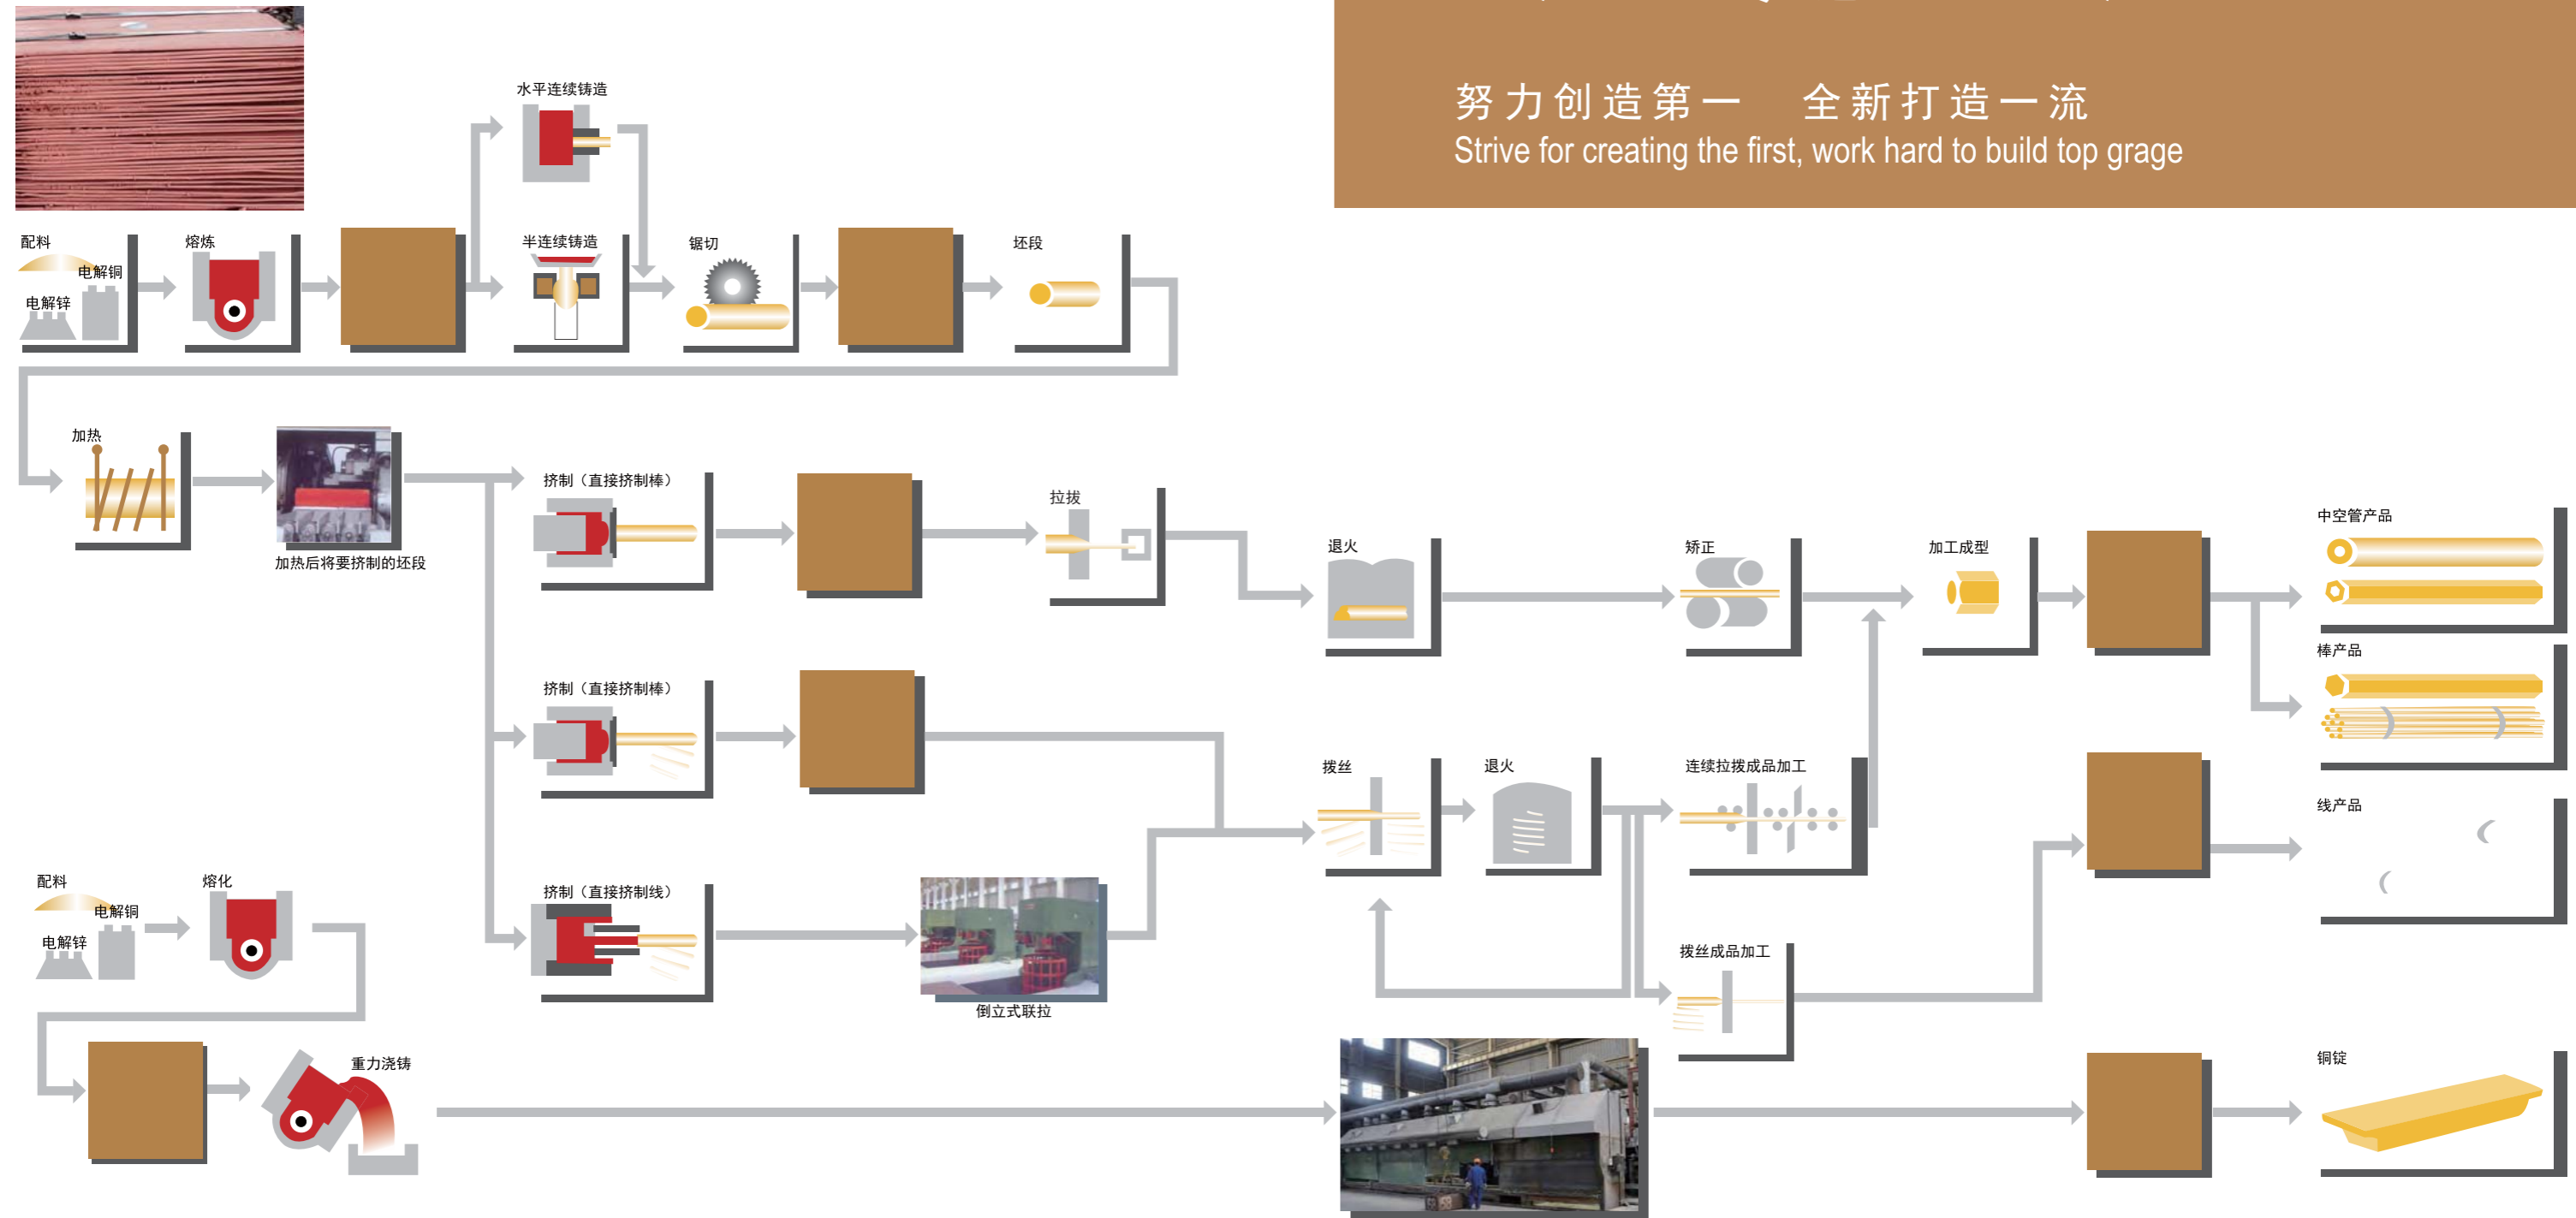 努力创造第一 全新打造一流
Strive for creating the first, work hard to build top grage
水平连续铸造
配料
电解铜
电解锌
熔炼
半连续铸造
锯切
坯段
加热
加热后将要挤制的坯段
挤制（直接挤制棒）
拉拔
退火
矫正
加工成型
中空管产品
棒产品
挤制（直接挤制棒）
拨丝
退火
连续拉拨成品加工
线产品
挤制（直接挤制线）
倒立式联拉
拨丝成品加工
配料
电解铜
电解锌
熔化
重力浇铸
铜锭